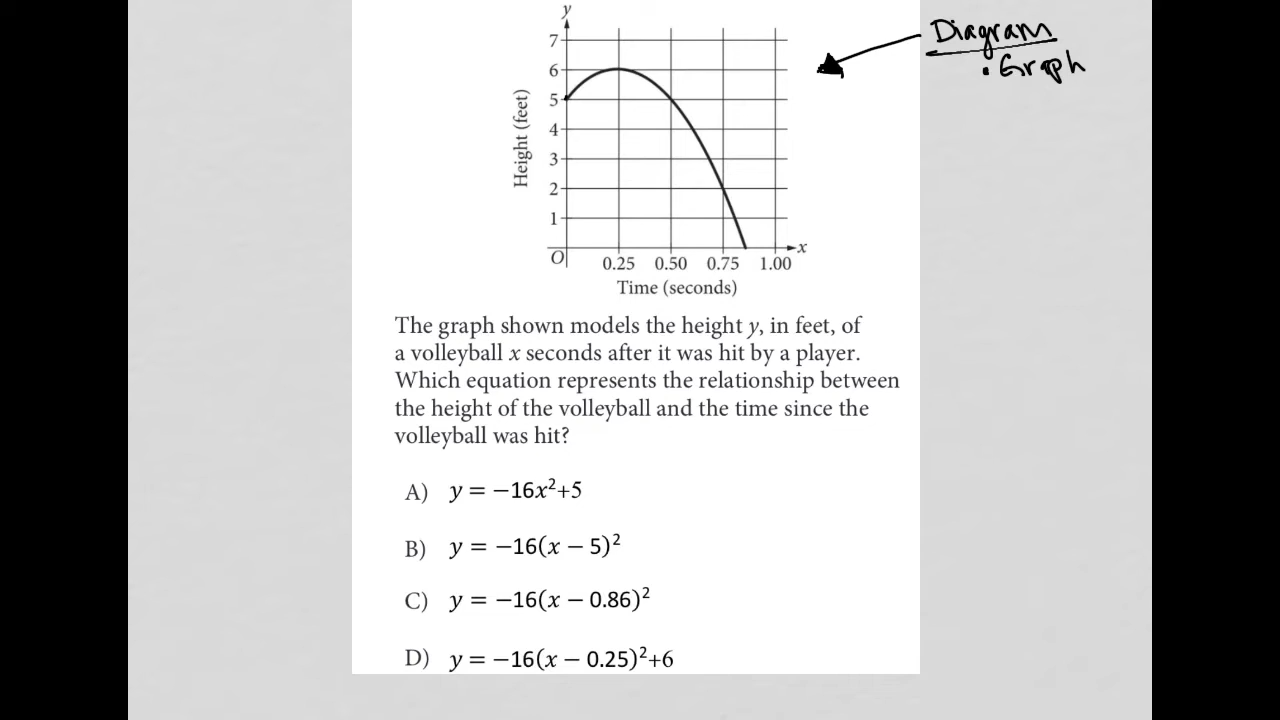 y
7
6
5
4
3
2
1
Height (feet)
O
0.25 0.50 0.75 1.00
x
Time (seconds)
Diagram
• Graph
The graph shown models the height y, in feet, of
a volleyball x seconds after it was hit by a player.
Which equation represents the relationship between
the height of the volleyball and the time since the
volleyball was hit?
A) y = −16x²+5
B) y = −16(x − 5)²
C) y = −16(x − 0.86)²
D) y = −16(x − 0.25)²+6